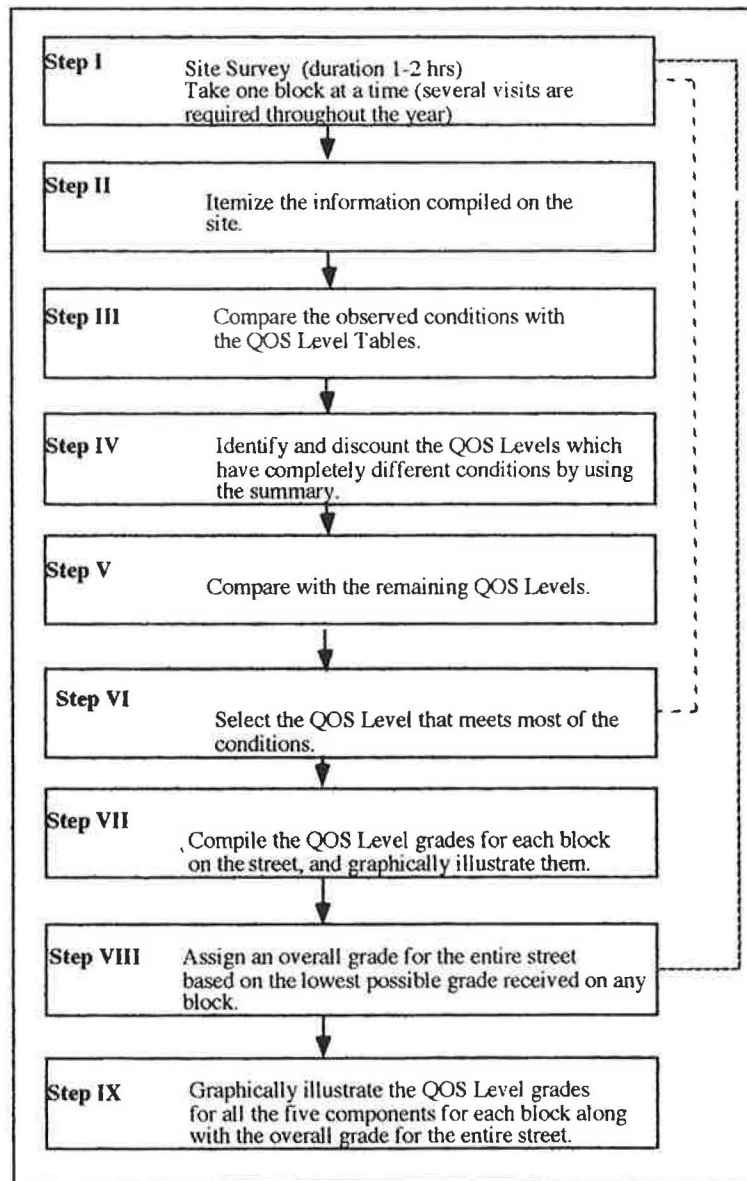 Step I
Site Survey (duration 1-2 hrs)
Take one block at a time (several visits are
required throughout the year)
Step II
Itemize the information compiled on the
site.
Step III
Compare the observed conditions with
the QOS Level Tables.
Step IV
Identify and discount the QOS Levels which
have completely different conditions by using
the summary.
Step V
Compare with the remaining QOS Levels.
Step VI
Select the QOS Level that meets most of the
conditions.
Step VII
Compile the QOS Level grades for each block
on the street, and graphically illustrate them.
Step VIII
Assign an overall grade for the entire street
based on the lowest possible grade received on any
block.
Step IX
Graphically illustrate the QOS Level grades
for all the five components for each block along
with the overall grade for the entire street.